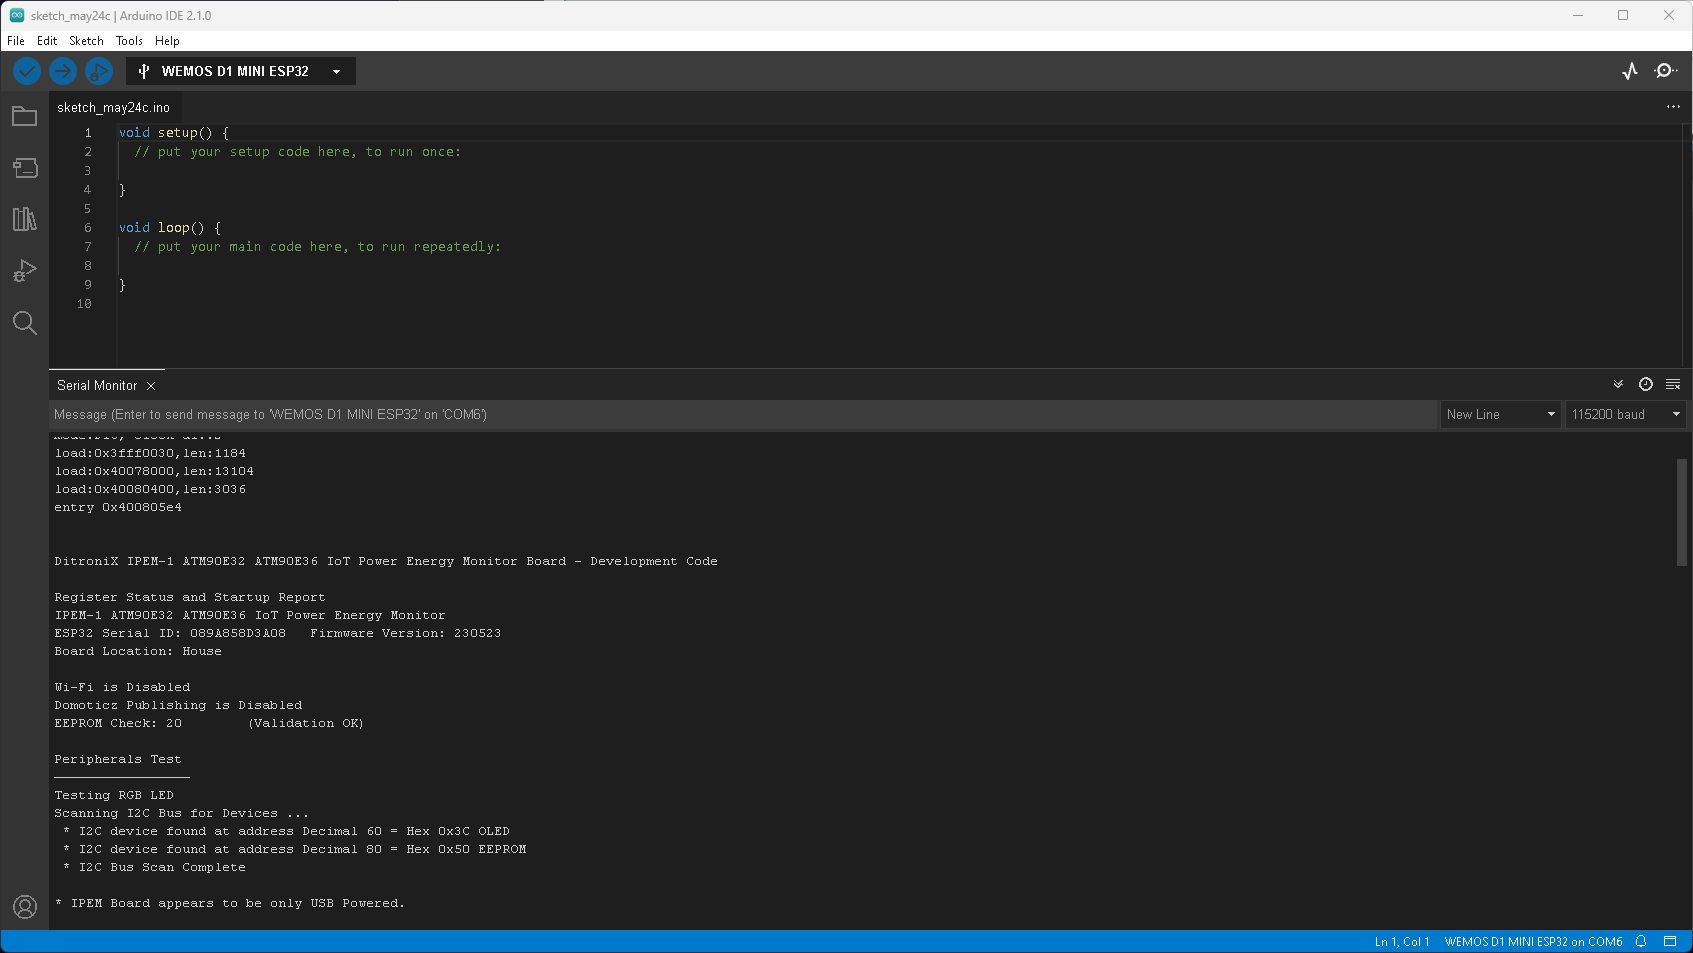 sketch_may24c | Arduino IDE 2.1.0
File Edit Sketch Tools Help
WEMOS D1 MINI ESP32
sketch_may24c.ino
1 void setup() {
2 // put your setup code here, to run once:
3
4 }
5
6 void loop() {
7 // put your main code here, to run repeatedly:
8
9 }
10
Serial Monitor
Message (Enter to send message to 'WEMOS D1 MINI ESP32' on 'COM6')
New Line
115200 baud
load:0x3fff0030,len:1184
load:0x40078000,len:13104
load:0x40080400,len:3036
entry 0x400805e4
DitroniX IPEM-1 ATM90E32 ATM90E36 IoT Power Energy Monitor Board - Development Code
Register Status and Startup Report
IPEM-1 ATM90E32 ATM90E36 IoT Power Energy Monitor
ESP32 Serial ID: 089A858D3A08 Firmware Version: 230523
Board Location: House
Wi-Fi is Disabled
Domoticz Publishing is Disabled
EEPROM Check: 20 (Validation OK)
Peripherals Test
Testing RGB LED
Scanning I2C Bus for Devices ...
* I2C device found at address Decimal 60 = Hex 0x3C OLED
* I2C device found at address Decimal 80 = Hex 0x50 EEPROM
* I2C Bus Scan Complete
* IPEM Board appears to be only USB Powered.
Ln 1, Col 1 WEMOS D1 MINI ESP32 on COM6